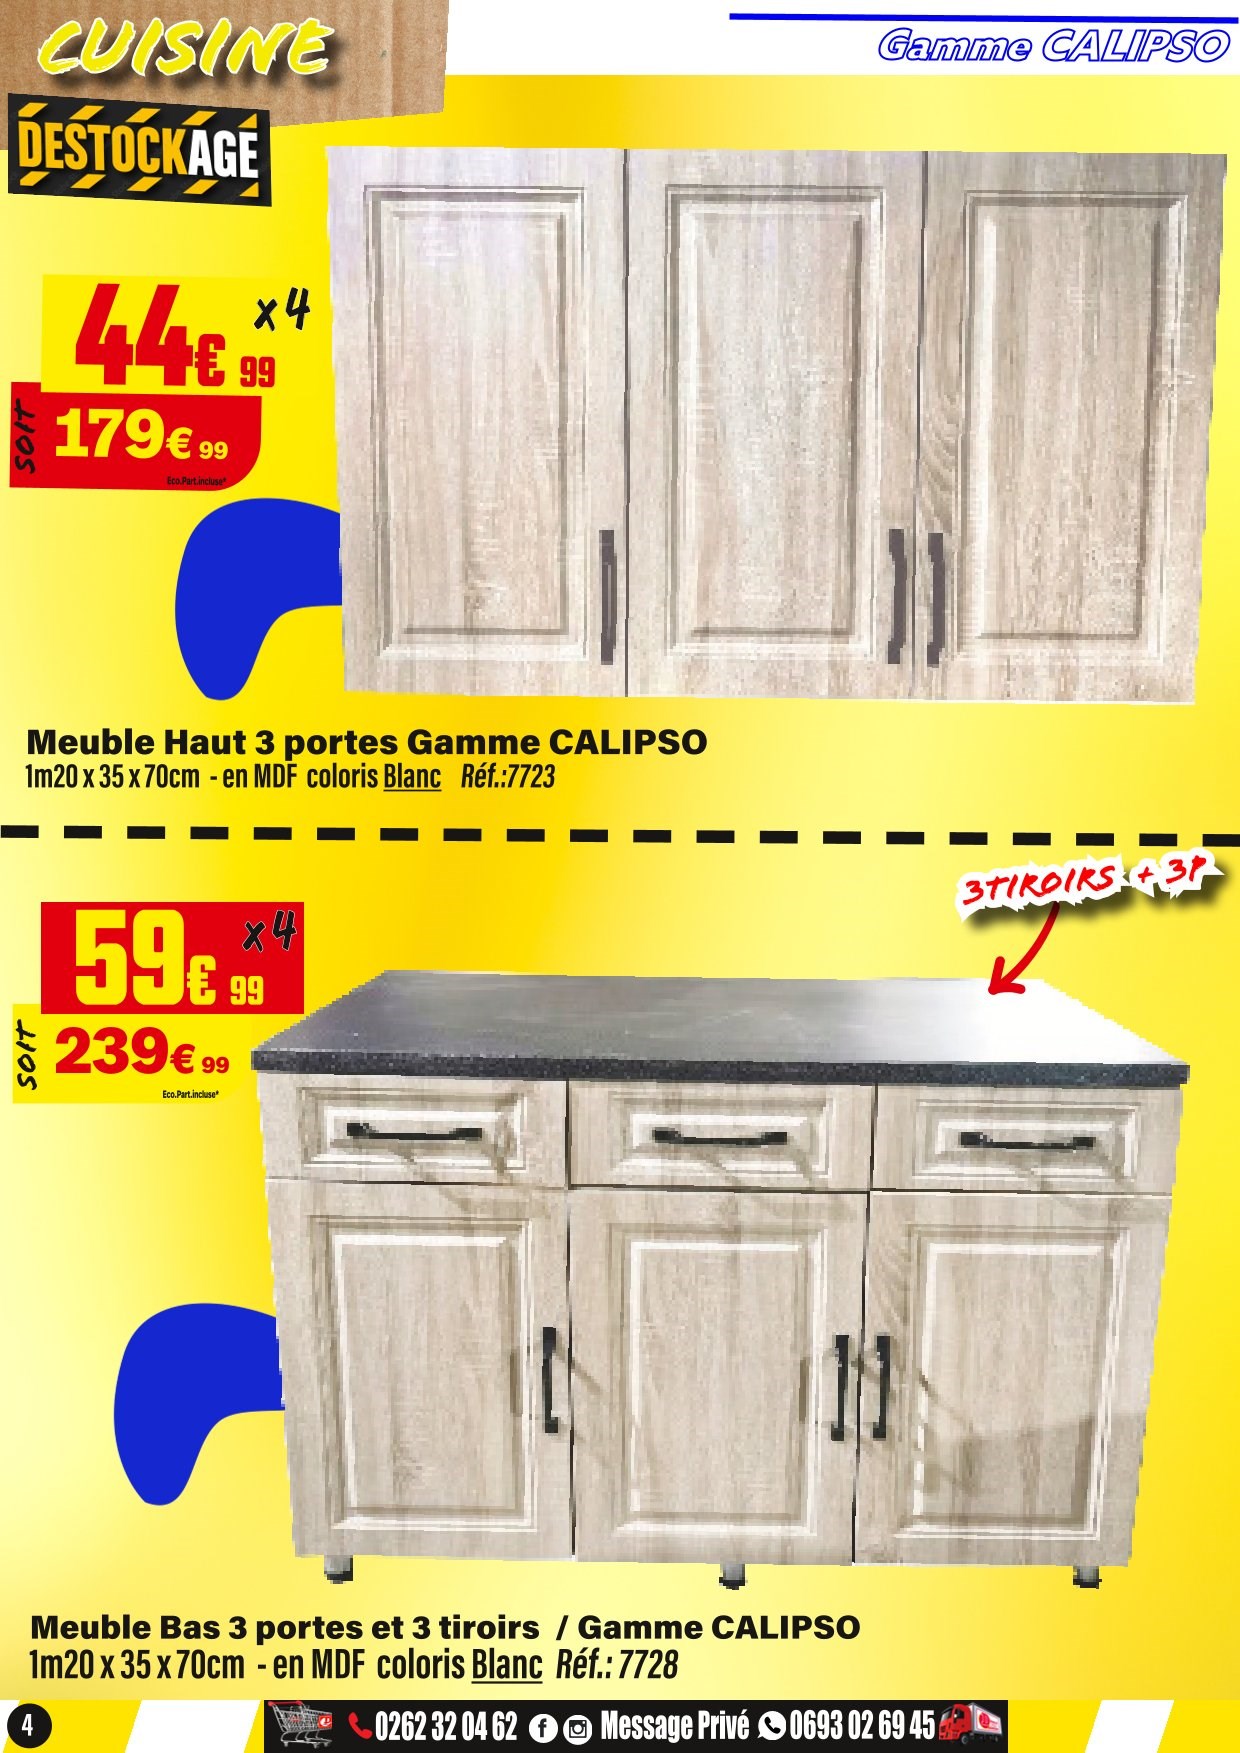 CUISINE
Gamme CALIPSO
DESTOCKAGE
44€99 x4
SOIT 179€99
Eco.Part.incluse*
Meuble Haut 3 portes Gamme CALIPSO
1m20 x 35 x 70cm - en MDF coloris Blanc Réf.:7723
3TIROIRS + 3P
59€99 x4
SOIT 239€99
Eco.Part.incluse*
Meuble Bas 3 portes et 3 tiroirs / Gamme CALIPSO
1m20 x 35 x 70cm - en MDF coloris Blanc Réf.: 7728
4 0262 32 04 62 Message Privé 0693 02 69 45